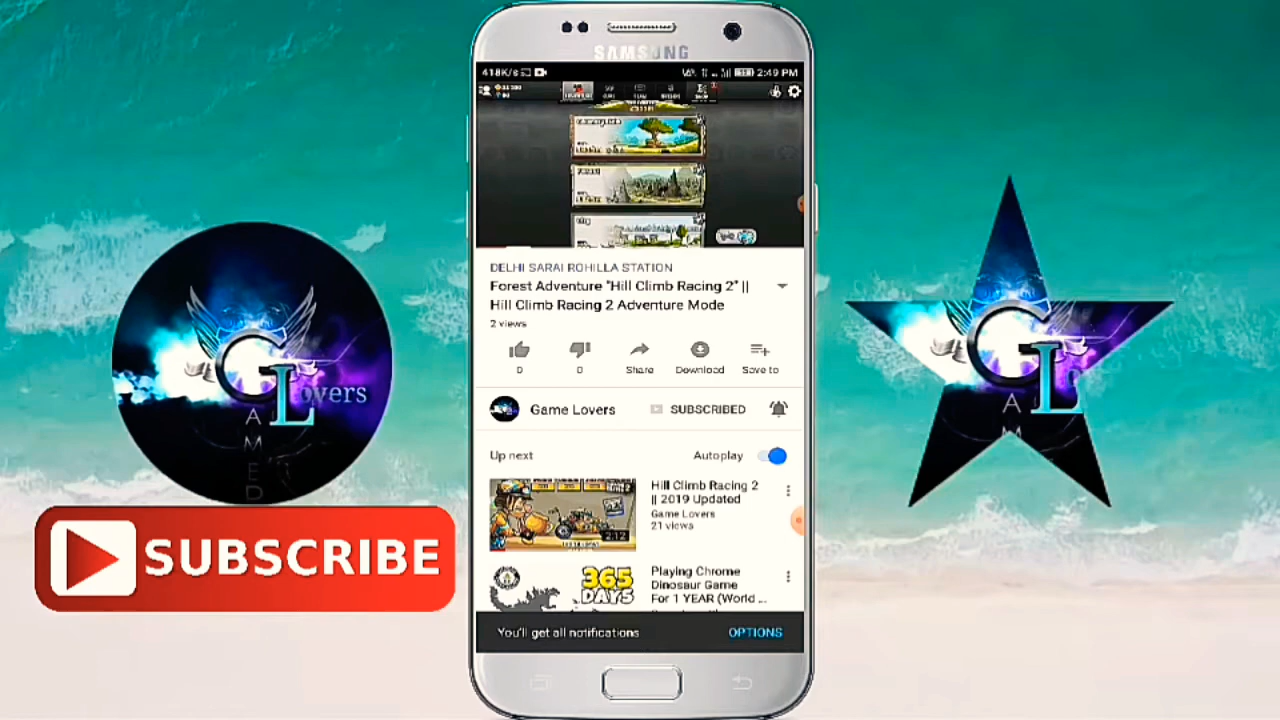 SAMSUNG
418K/s
2:49 PM
DELHI SARAI ROHILLA STATION
Forest Adventure "Hill Climb Racing 2" ||
Hill Climb Racing 2 Adventure Mode
2 views
0
0
Share
Download
Save to
Game Lovers
SUBSCRIBED
Up next
Autoplay
Hill Climb Racing 2
|| 2019 Updated
Game Lovers
21 views
2:12
365
DAYS
Playing Chrome
Dinosaur Game
For 1 YEAR (World ...
You'll get all notifications
OPTIONS
G
Lovers
A
M
E
D
SUBSCRIBE
G
Lo
A
M